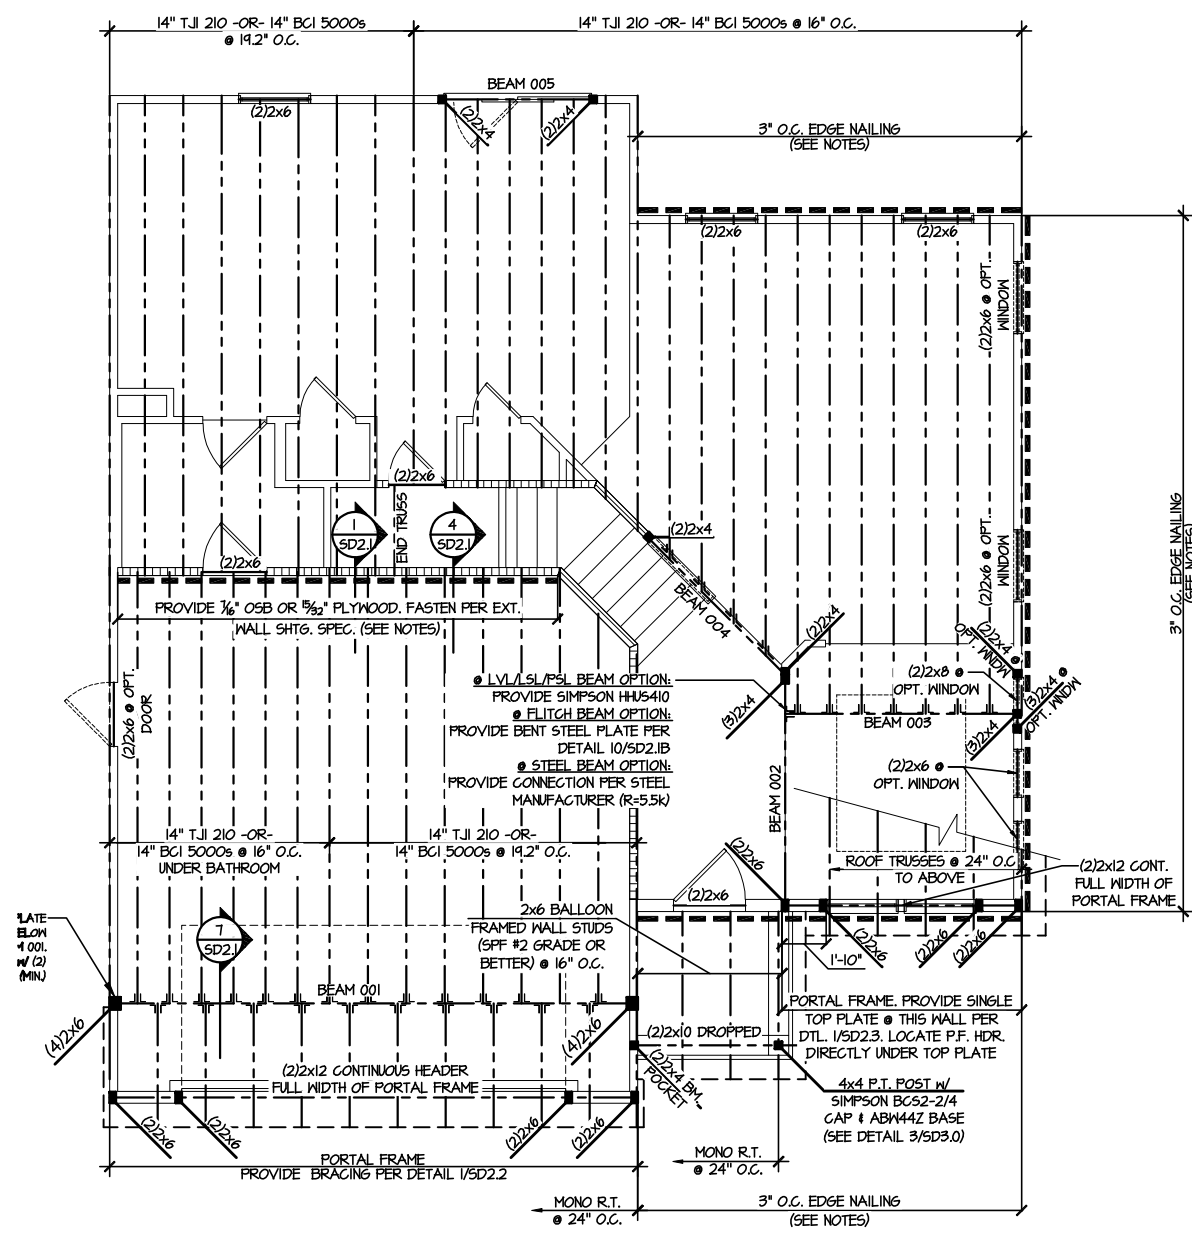 14" TJI 210 -OR- 14" BCI 5000s
@ 19.2" O.C.
14" TJI 210 -OR- 14" BCI 5000s @ 16" O.C.
BEAM 005
(2)2x6
(2)2x4
(2)2x4
3" O.C. EDGE NAILING
(SEE NOTES)
(2)2x6
(2)2x6
(2)2x6 @ OPT.
WINDOW
(2)2x6
END TRUSS
1
SD2.1
4
SD2.1
(2)2x4
(2)2x6
(2)2x6 @ OPT.
WINDOW
3" O.C. EDGE NAILING
(SEE NOTES)
PROVIDE 7/16" OSB OR 15/32" PLYWOOD. FASTEN PER EXT.
WALL SHTG. SPEC. (SEE NOTES)
BEAM 004
(2)2x4
(2)2x4 @
OPT. WNDW
(2)2x6 @ OPT.
DOOR
@ LVL/LSL/PSL BEAM OPTION:
PROVIDE SIMPSON HHUS410
@ FLITCH BEAM OPTION:
PROVIDE BENT STEEL PLATE PER
DETAIL 10/SD2.1B
@ STEEL BEAM OPTION:
PROVIDE CONNECTION PER STEEL
MANUFACTURER (R=5.5k)
(3)2x4
(2)2x8 @
OPT. WINDOW
BEAM 003
(3)2x4
(3)2x4 @
OPT. WNDW
(2)2x6 @
OPT. WINDOW
BEAM 002
14" TJI 210 -OR-
14" BCI 5000s @ 16" O.C.
UNDER BATHROOM
14" TJI 210 -OR-
14" BCI 5000s @ 19.2" O.C.
(2)2x6
(2)2x6
ROOF TRUSSES @ 24" O.C.
TO ABOVE
(2)2x12 CONT.
FULL WIDTH OF
PORTAL FRAME
2x6 BALLOON
FRAMED WALL STUDS
(SPF #2 GRADE OR
BETTER) @ 16" O.C.
LATE
ELOW
001.
W/ (2)
(MIN.)
7
SD2.1
(2)2x6
(2)2x6
(2)2x6
1'-10"
BEAM 001
(4)2x6
(4)2x6
(2)2x10 DROPPED
PORTAL FRAME. PROVIDE SINGLE
TOP PLATE @ THIS WALL PER
DTL. 1/SD2.3. LOCATE P.F. HDR.
DIRECTLY UNDER TOP PLATE
(2)2x12 CONTINUOUS HEADER
FULL WIDTH OF PORTAL FRAME
(2)2x4 BM.
POCKET
4x4 P.T. POST W/
SIMPSON BCS2-2/4
CAP & ABW44Z BASE
(SEE DETAIL 3/SD3.0)
(2)2x6
(2)2x6
(2)2x6
(2)2x6
MONO R.T.
@ 24" O.C.
PORTAL FRAME
PROVIDE BRACING PER DETAIL 1/SD2.2
MONO R.T.
@ 24" O.C.
3" O.C. EDGE NAILING
(SEE NOTES)